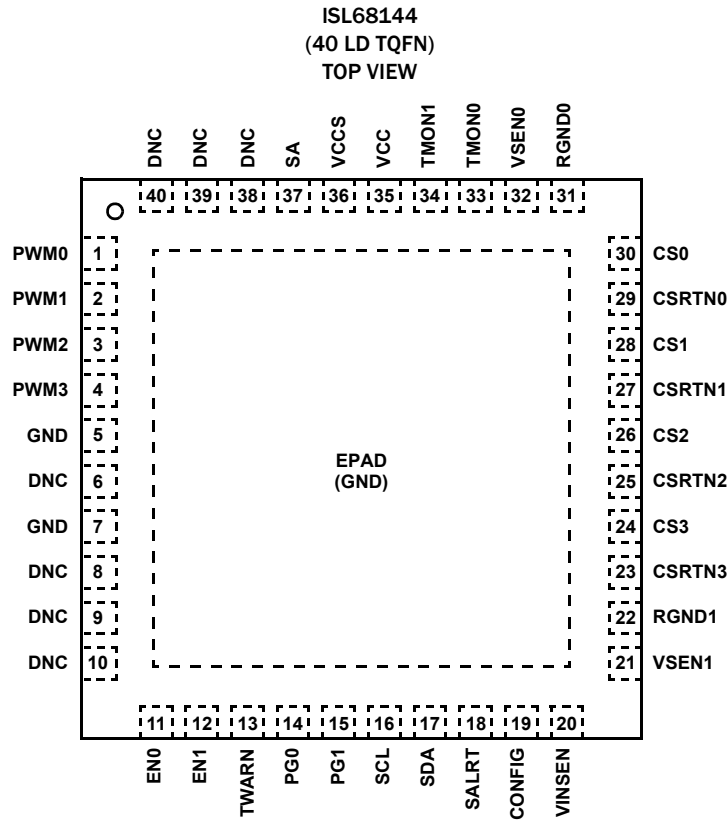 ISL68144
(40 LD TQFN)
TOP VIEW
DNC
DNC
DNC
SA
VCCS
VCC
TMON1
TMON0
VSEN0
RGND0
40 39 38 37 36 35 34 33 32 31
PWM0 1
PWM1 2
PWM2 3
PWM3 4
GND 5
DNC 6
GND 7
DNC 8
DNC 9
DNC 10
EPAD
(GND)
30 CS0
29 CSRTN0
28 CS1
27 CSRTN1
26 CS2
25 CSRTN2
24 CS3
23 CSRTN3
22 RGND1
21 VSEN1
11 12 13 14 15 16 17 18 19 20
EN0
EN1
TWARN
PG0
PG1
SCL
SDA
SALRT
CONFIG
VINSEN